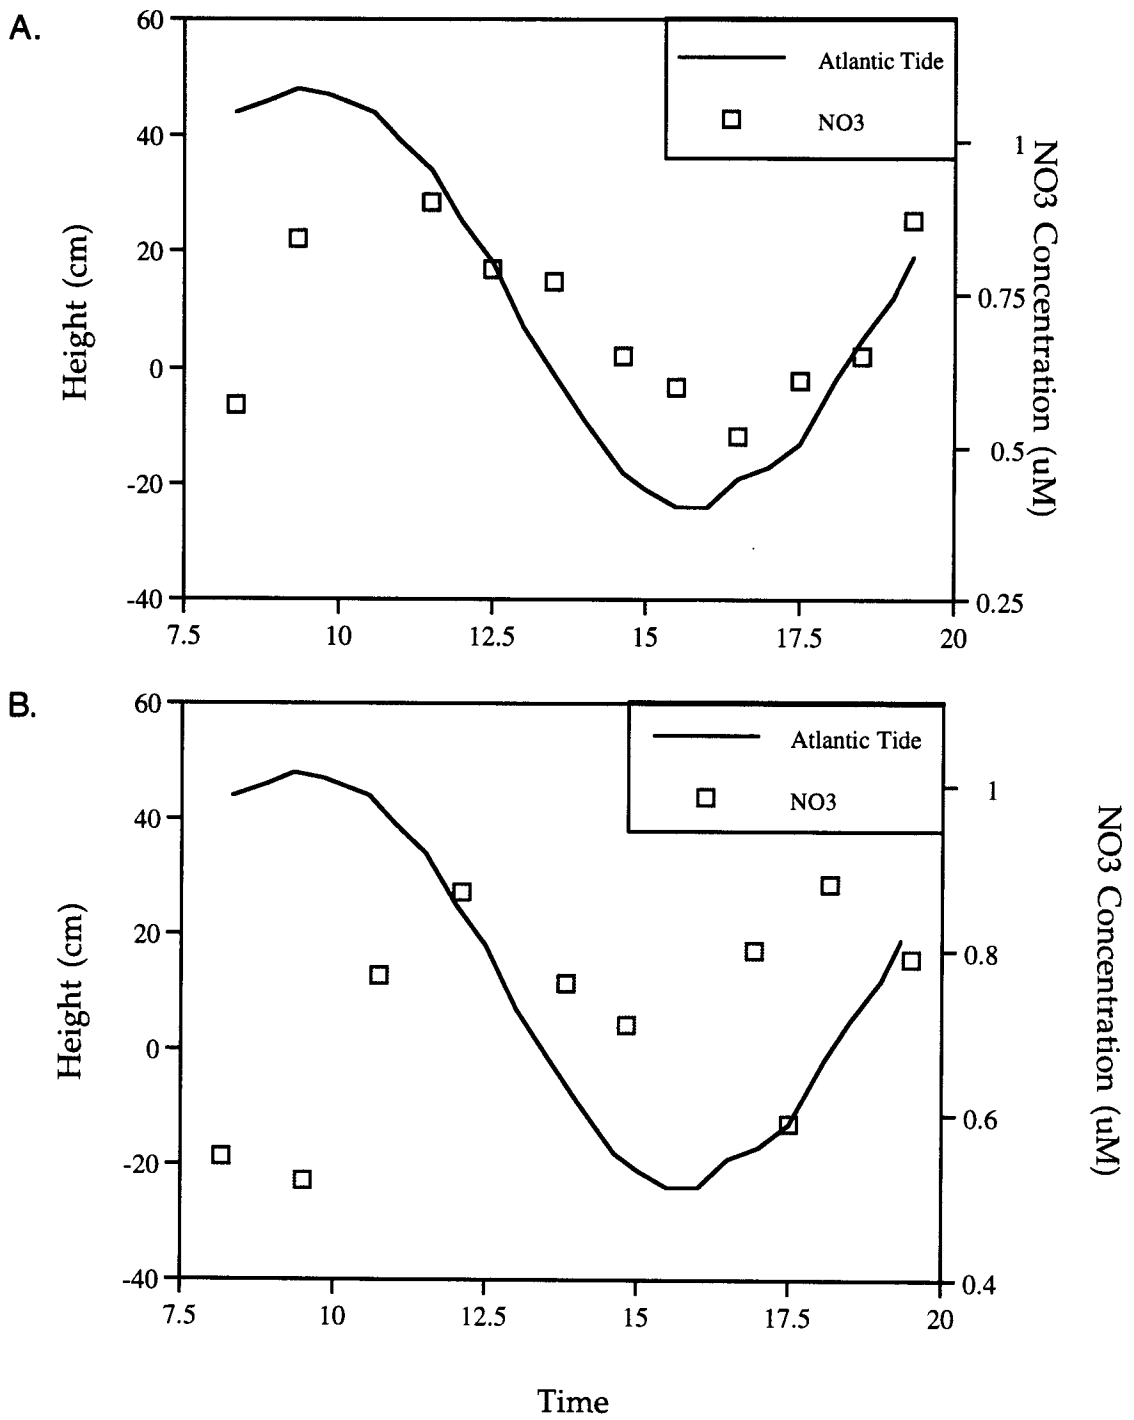 A.
60
40
20
0
-20
-40
Height (cm)
Atlantic Tide
NO3
1
0.75
0.5
0.25
NO3 Concentration (uM)
7.5 10 12.5 15 17.5 20
B.
60
40
20
0
-20
-40
Height (cm)
Atlantic Tide
NO3
1
0.8
0.6
0.4
NO3 Concentration (uM)
7.5 10 12.5 15 17.5 20
Time